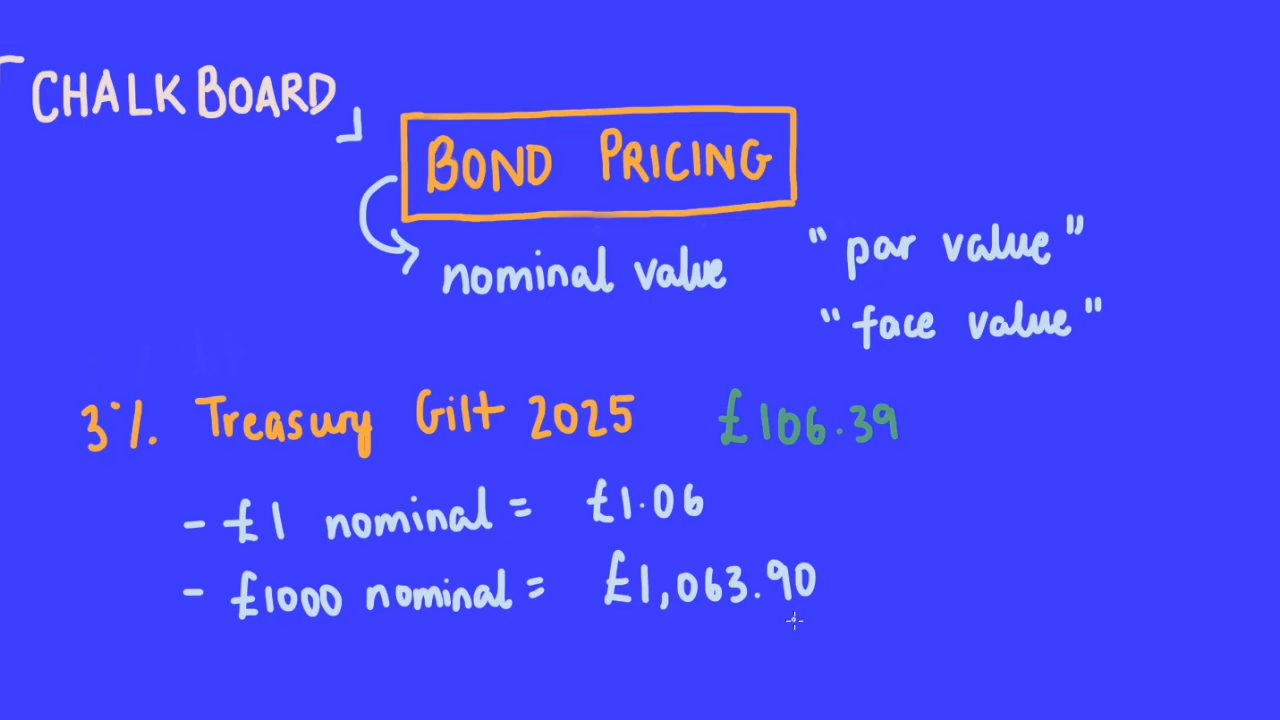 CHALKBOARD
BOND PRICING
nominal value "par value"
"face value"
3%. Treasury Gilt 2025 £106.39
- £1 nominal = £1.06
- £1000 nominal = £1,063.90